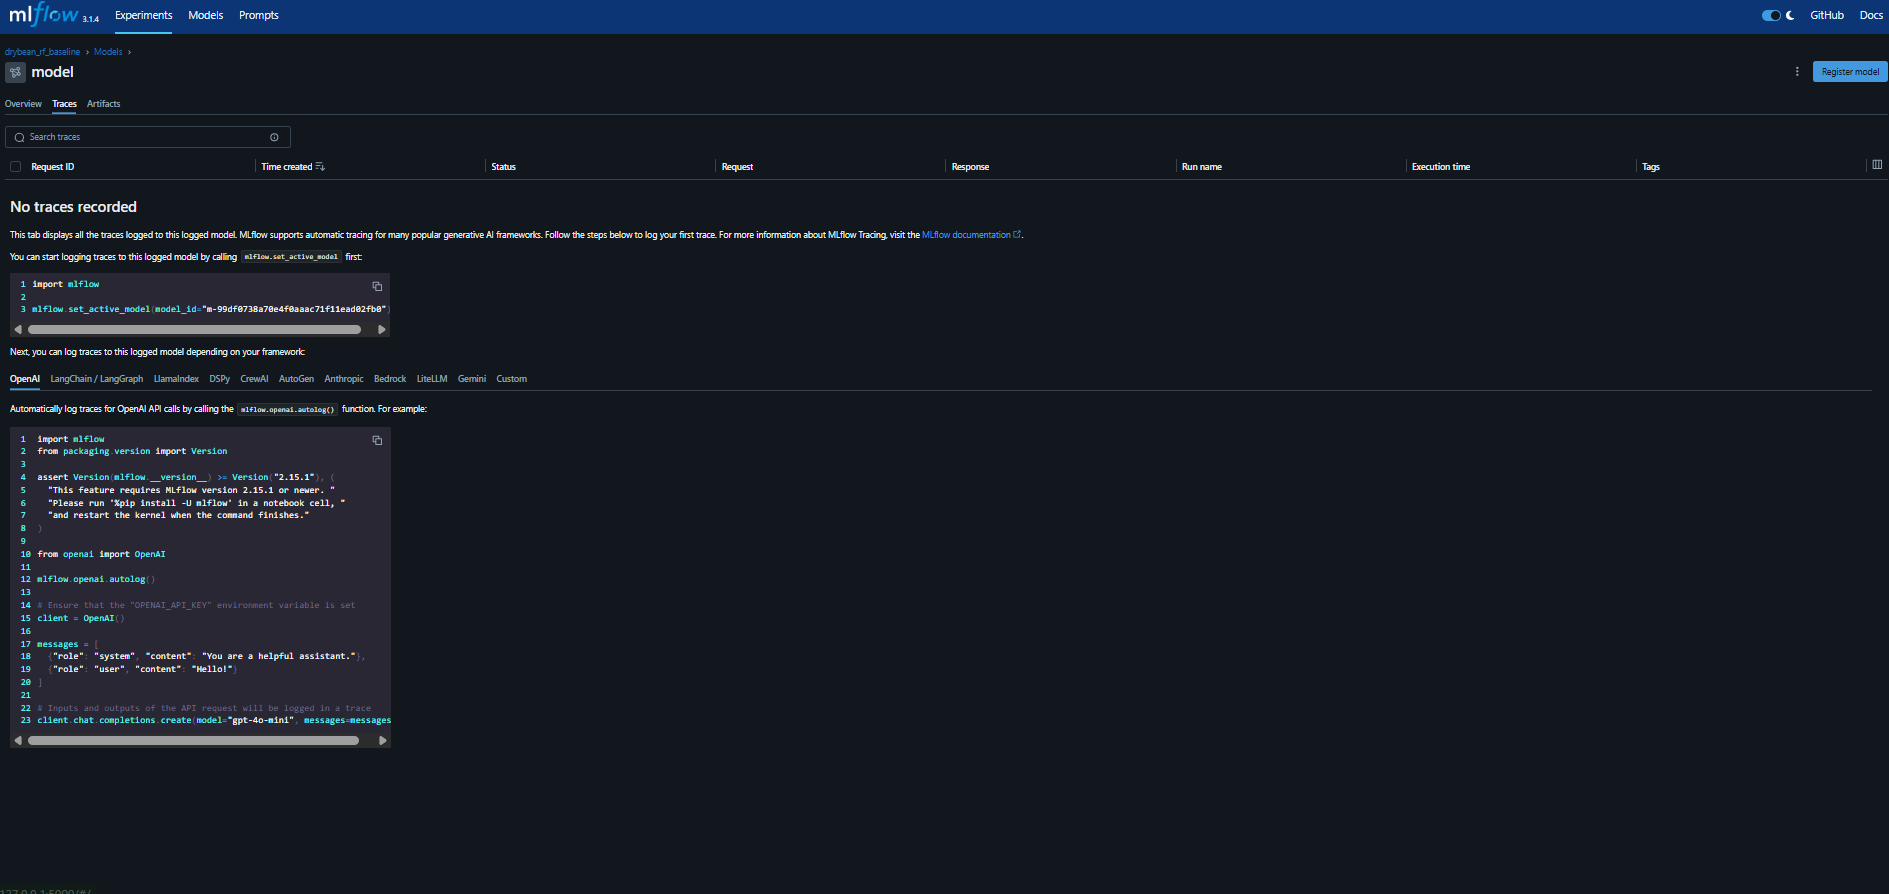 mlflow 3.1.4 Experiments Models Prompts GitHub Docs
drybean_rf_baseline › Models ›
model Register model
Overview Traces Artifacts
Search traces
Request ID Time created Status Request Response Run name Execution time Tags
No traces recorded
This tab displays all the traces logged to this logged model. MLflow supports automatic tracing for many popular generative AI frameworks. Follow the steps below to log your first trace. For more information about MLflow Tracing, visit the MLflow documentation.
You can start logging traces to this logged model by calling mlflow.set_active_model first:
1 import mlflow
2
3 mlflow.set_active_model(model_id="m-99df0738a70e4f0aaac71f11ead02fb0")
Next, you can log traces to this logged model depending on your framework:
OpenAI LangChain / LangGraph LlamaIndex DSPy CrewAI AutoGen Anthropic Bedrock LiteLLM Gemini Custom
Automatically log traces for OpenAI API calls by calling the mlflow.openai.autolog() function. For example:
1 import mlflow
2 from packaging.version import Version
3
4 assert Version(mlflow.__version__) >= Version("2.15.1"), (
5 "This feature requires MLflow version 2.15.1 or newer. "
6 "Please run '%pip install -U mlflow' in a notebook cell, "
7 "and restart the kernel when the command finishes."
8 )
9
10 from openai import OpenAI
11
12 mlflow.openai.autolog()
13
14 # Ensure that the "OPENAI_API_KEY" environment variable is set
15 client = OpenAI()
16
17 messages = [
18 {"role": "system", "content": "You are a helpful assistant."},
19 {"role": "user", "content": "Hello!"}
20 ]
21
22 # Inputs and outputs of the API request will be logged in a trace
23 client.chat.completions.create(model="gpt-4o-mini", messages=messages